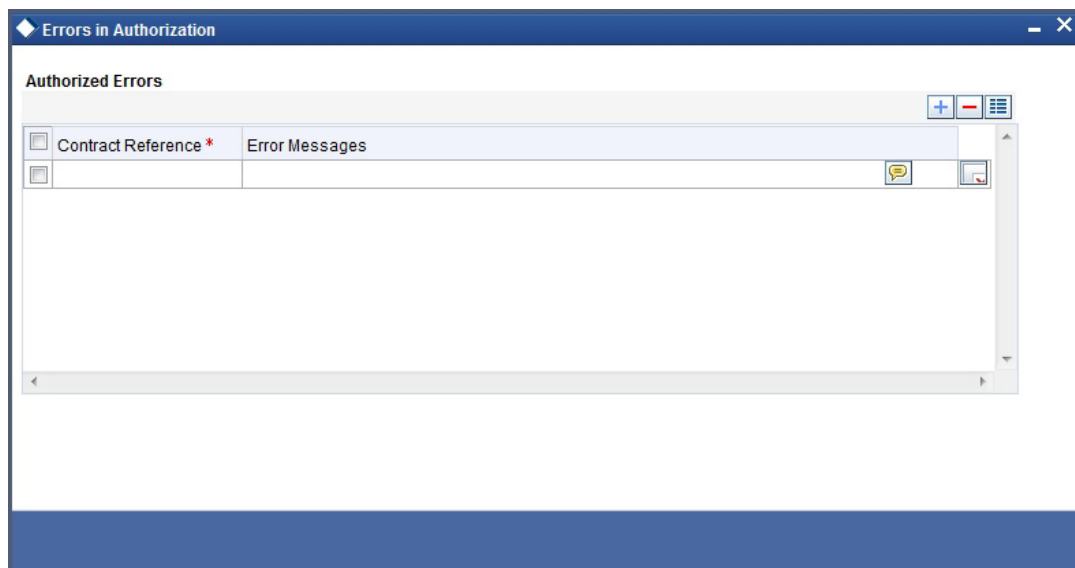 Errors in Authorization
Authorized Errors
Contract Reference * Error Messages